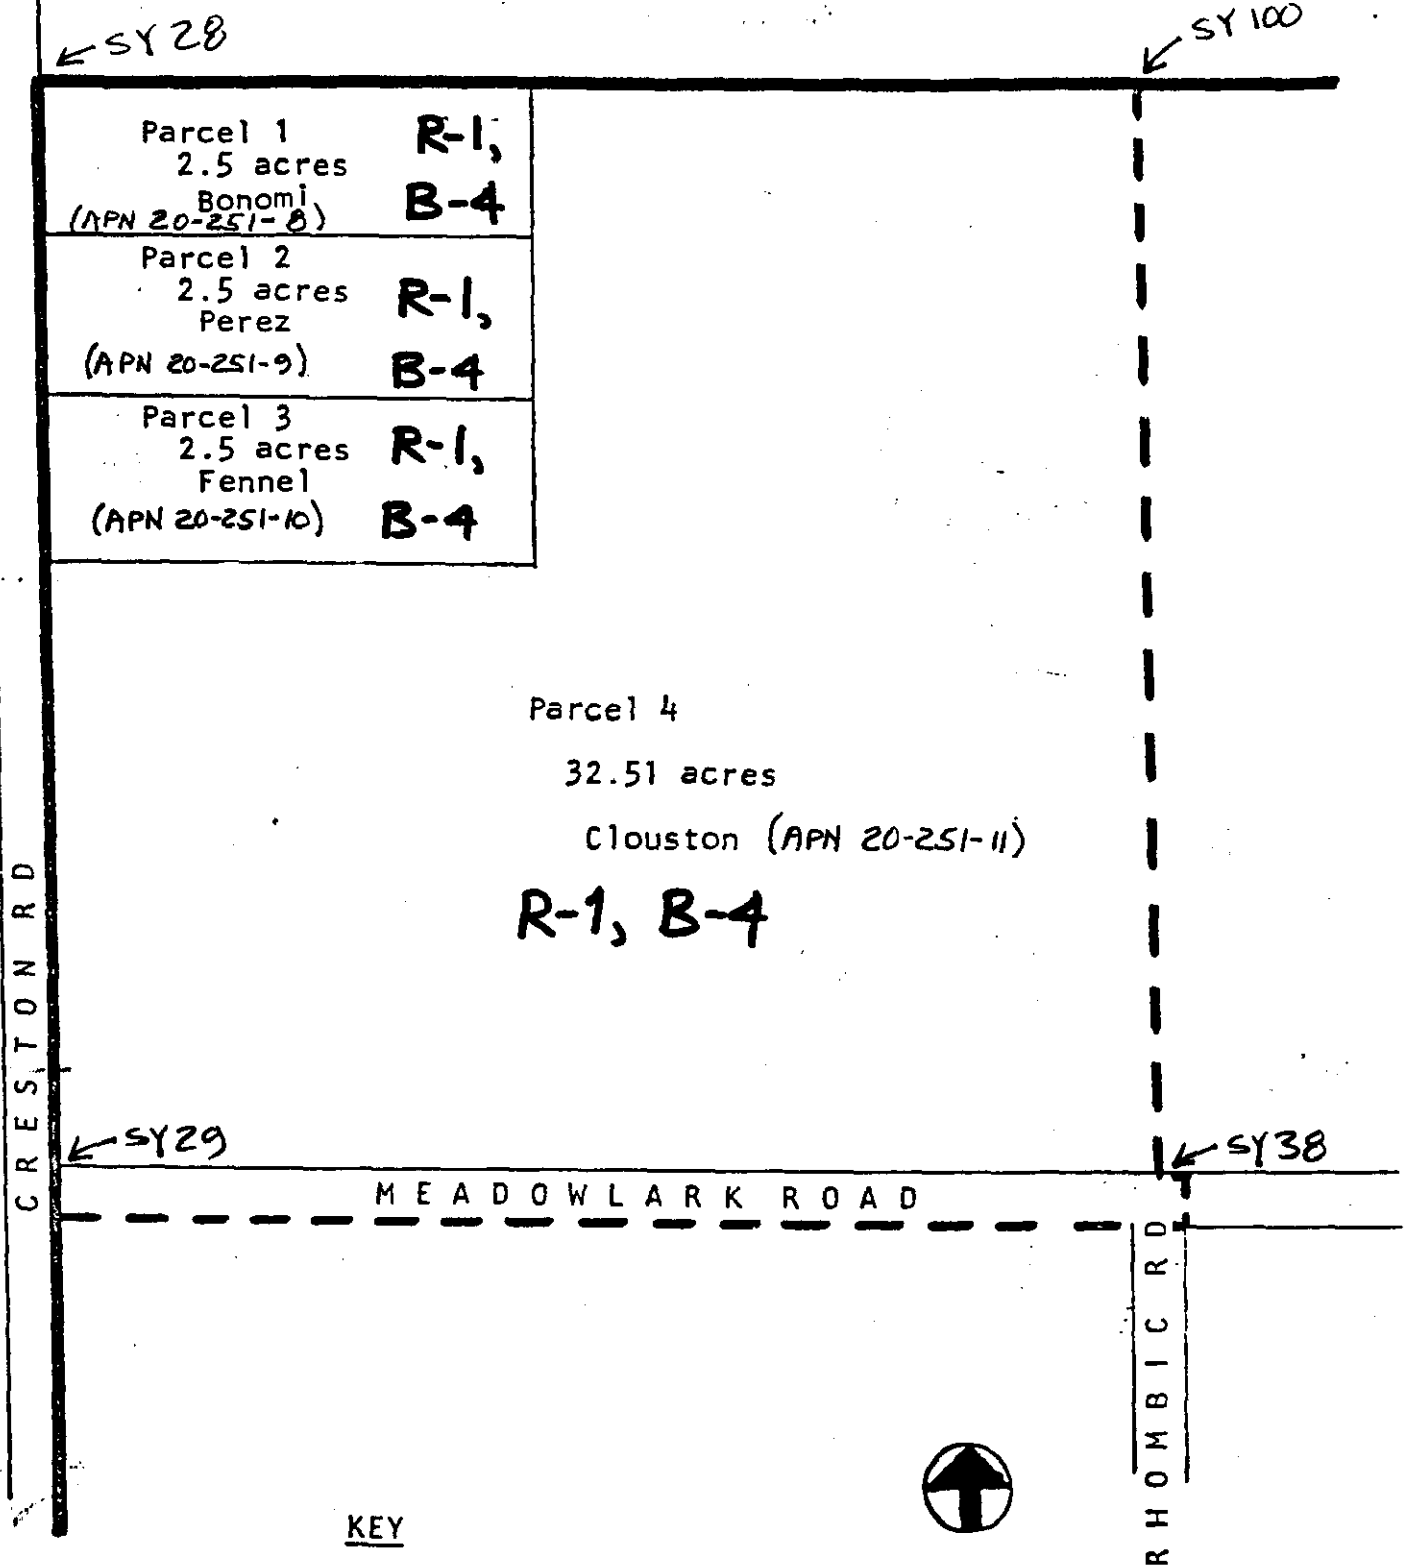 SY 28
SY 100
Parcel 1
2.5 acres
Bonomi
(APN 20-251-8)
R-1,
B-4
Parcel 2
2.5 acres
Perez
(APN 20-251-9)
R-1,
B-4
Parcel 3
2.5 acres
Fennel
(APN 20-251-10)
R-1,
B-4
Parcel 4
32.51 acres
Clouston (APN 20-251-11)
R-1, B-4
CRESTON RD
SY29
SY38
MEADOWLARK ROAD
RHOMBIC RD
KEY